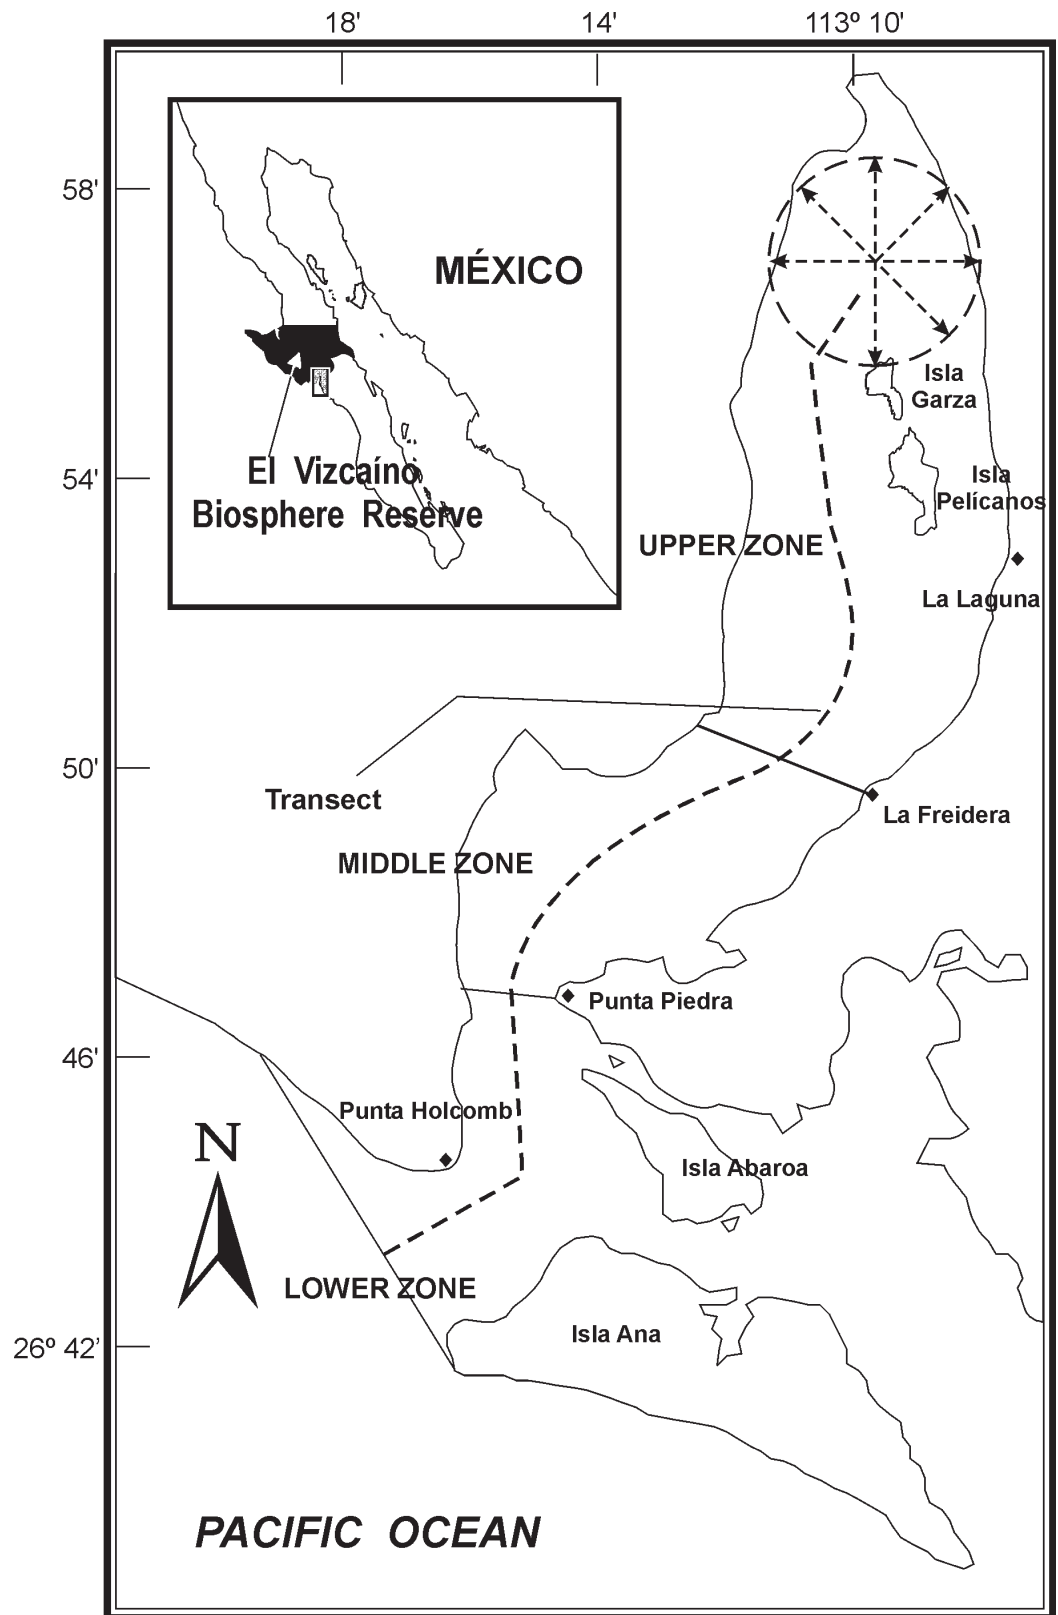 18'
14'
113º 10'
58'
MÉXICO
Isla
Garza
El Vizcaíno
Biosphere Reserve
54'
Isla
Pelícanos
UPPER ZONE
La Laguna
50'
Transect
La Freidera
MIDDLE ZONE
Punta Piedra
46'
Punta Holcomb
N
Isla Abaroa
LOWER ZONE
Isla Ana
26º 42'
PACIFIC OCEAN